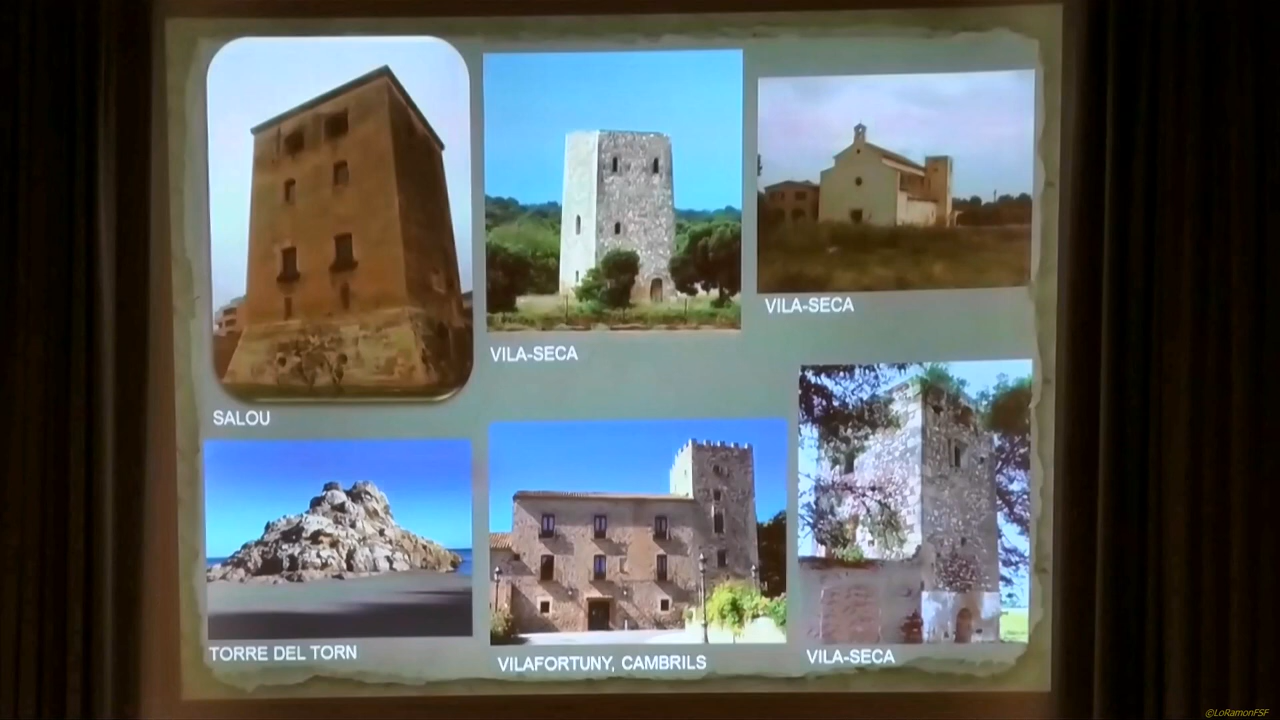 SALOU
VILA-SECA
VILA-SECA
TORRE DEL TORN
VILAFORTUNY, CAMBRILS
VILA-SECA
©LoRamonFSF